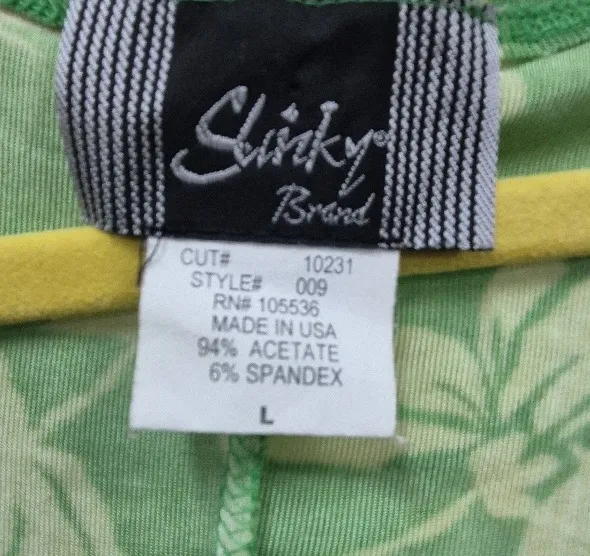 Slinky®
Brand
CUT# 10231
STYLE# 009
RN# 105536
MADE IN USA
94% ACETATE
6% SPANDEX
L